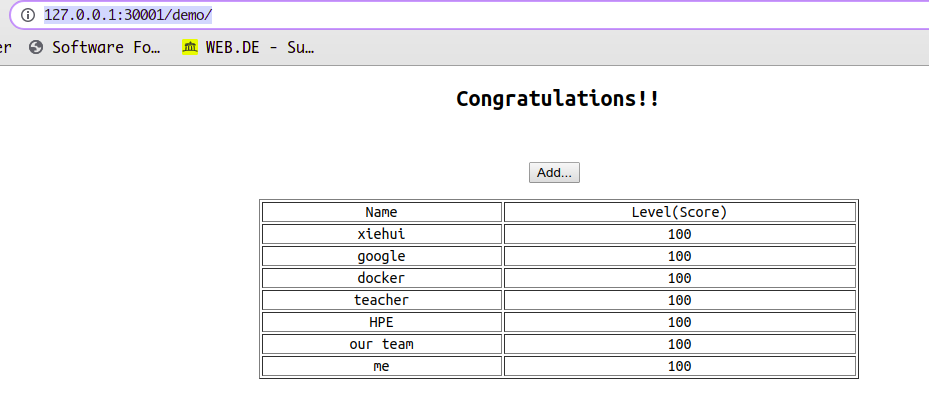 127.0.0.1:30001/demo/
er Software Fo… WEB.DE - Su…
Congratulations!!
Add...
Name Level(Score)
xiehui 100
google 100
docker 100
teacher 100
HPE 100
our team 100
me 100